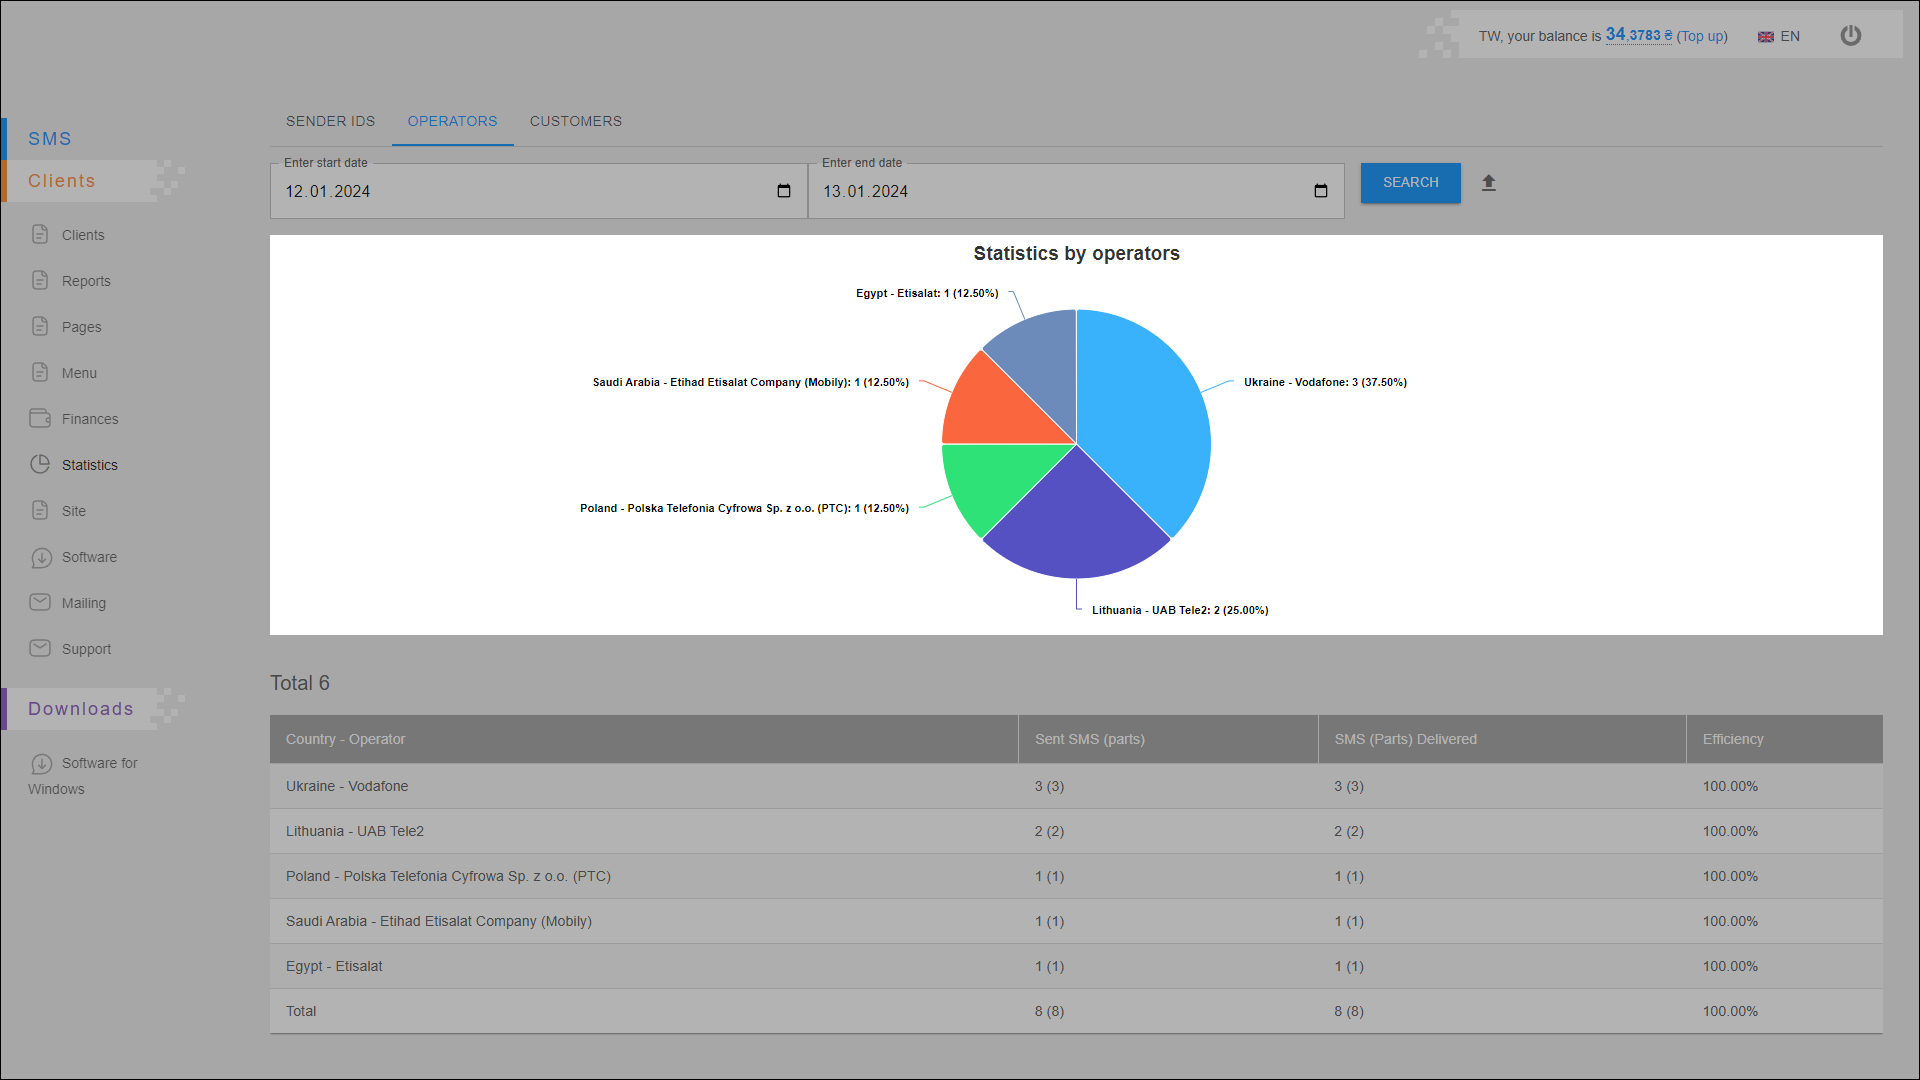 TW, your balance is 34.3783 ₴ (Top up) EN
SENDER IDS OPERATORS CUSTOMERS
SMS
Clients
Clients
Reports
Pages
Menu
Finances
Statistics
Site
Software
Mailing
Support
Downloads
Software for
Windows
Enter start date Enter end date
12.01.2024 13.01.2024 SEARCH
Statistics by operators
Egypt - Etisalat: 1 (12.50%)
Saudi Arabia - Etihad Etisalat Company (Mobily): 1 (12.50%)
Ukraine - Vodafone: 3 (37.50%)
Poland - Polska Telefonia Cyfrowa Sp. z o.o. (PTC): 1 (12.50%)
Lithuania - UAB Tele2: 2 (25.00%)
Total 6
Country - Operator Sent SMS (parts) SMS (Parts) Delivered Efficiency
Ukraine - Vodafone 3 (3) 3 (3) 100.00%
Lithuania - UAB Tele2 2 (2) 2 (2) 100.00%
Poland - Polska Telefonia Cyfrowa Sp. z o.o. (PTC) 1 (1) 1 (1) 100.00%
Saudi Arabia - Etihad Etisalat Company (Mobily) 1 (1) 1 (1) 100.00%
Egypt - Etisalat 1 (1) 1 (1) 100.00%
Total 8 (8) 8 (8) 100.00%